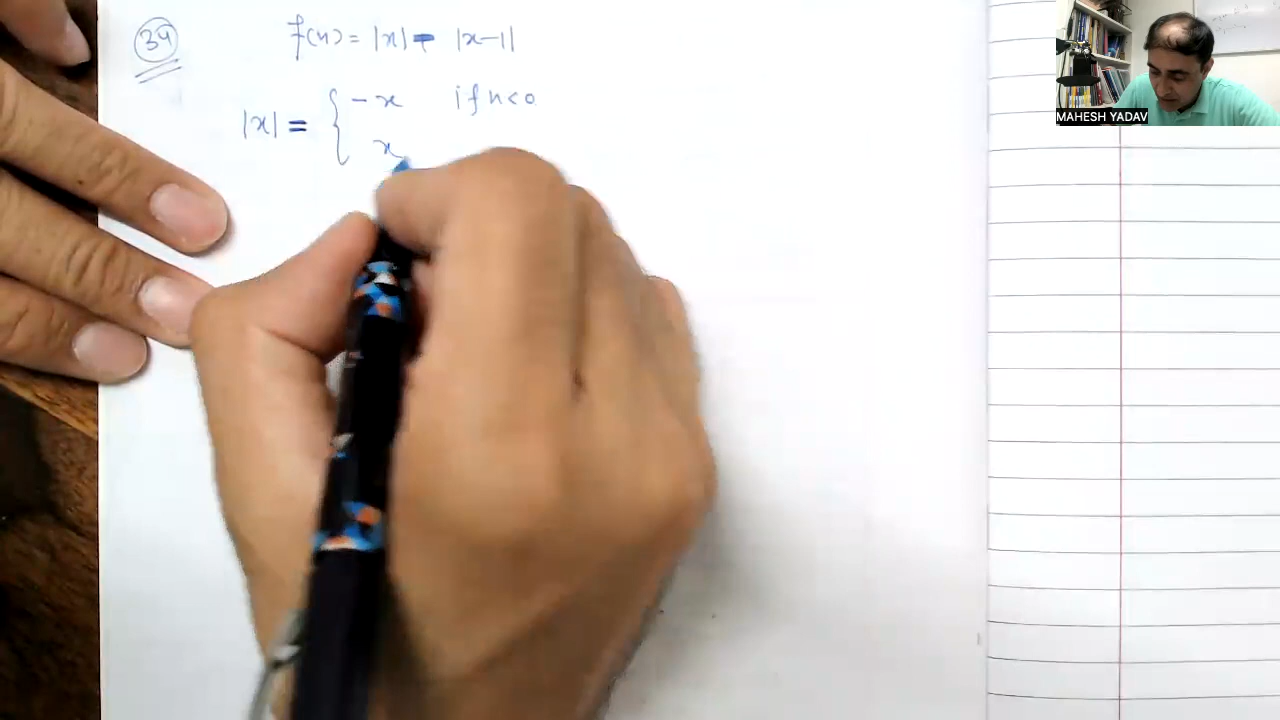 34
f(x) = |x| - |x-1|
|x| = { -x if x<0
x
MAHESH YADAV